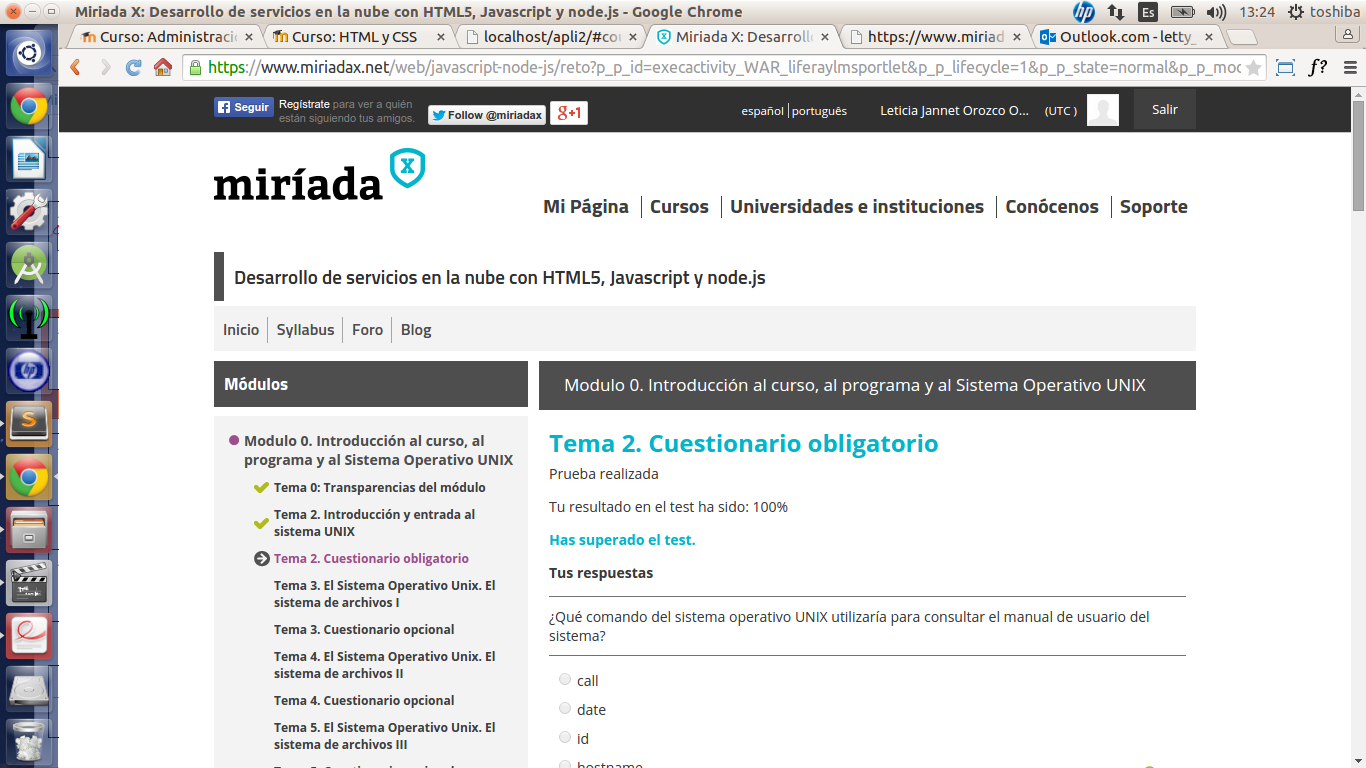 Miriada X: Desarrollo de servicios en la nube con HTML5, Javascript y node.js - Google Chrome
Es
13:24
toshiba
Curso: Administraci
Curso: HTML y CSS
localhost/apli2/#cou
Miriada X: Desarroll
https://www.miriad
Outlook.com - letty_
https://www.miriadax.net/web/javascript-node-js/reto?p_p_id=execactivity_WAR_liferaylmsportlet&p_p_lifecycle=1&p_p_state=normal&p_p_moc
f?
Seguir
Regístrate para ver a quién
están siguiendo tus amigos.
Follow @miriadax
g+1
español
português
Leticia Jannet Orozco O...
(UTC )
Salir
miríada X
Mi Página
Cursos
Universidades e instituciones
Conócenos
Soporte
Desarrollo de servicios en la nube con HTML5, Javascript y node.js
Inicio
Syllabus
Foro
Blog
Módulos
Modulo 0. Introducción al curso, al
programa y al Sistema Operativo UNIX
Tema 0: Transparencias del módulo
Tema 2. Introducción y entrada al
sistema UNIX
Tema 2. Cuestionario obligatorio
Tema 3. El Sistema Operativo Unix. El
sistema de archivos I
Tema 3. Cuestionario opcional
Tema 4. El Sistema Operativo Unix. El
sistema de archivos II
Tema 4. Cuestionario opcional
Tema 5. El Sistema Operativo Unix. El
sistema de archivos III
Modulo 0. Introducción al curso, al programa y al Sistema Operativo UNIX
Tema 2. Cuestionario obligatorio
Prueba realizada
Tu resultado en el test ha sido: 100%
Has superado el test.
Tus respuestas
¿Qué comando del sistema operativo UNIX utilizaría para consultar el manual de usuario del
sistema?
call
date
id
hostname